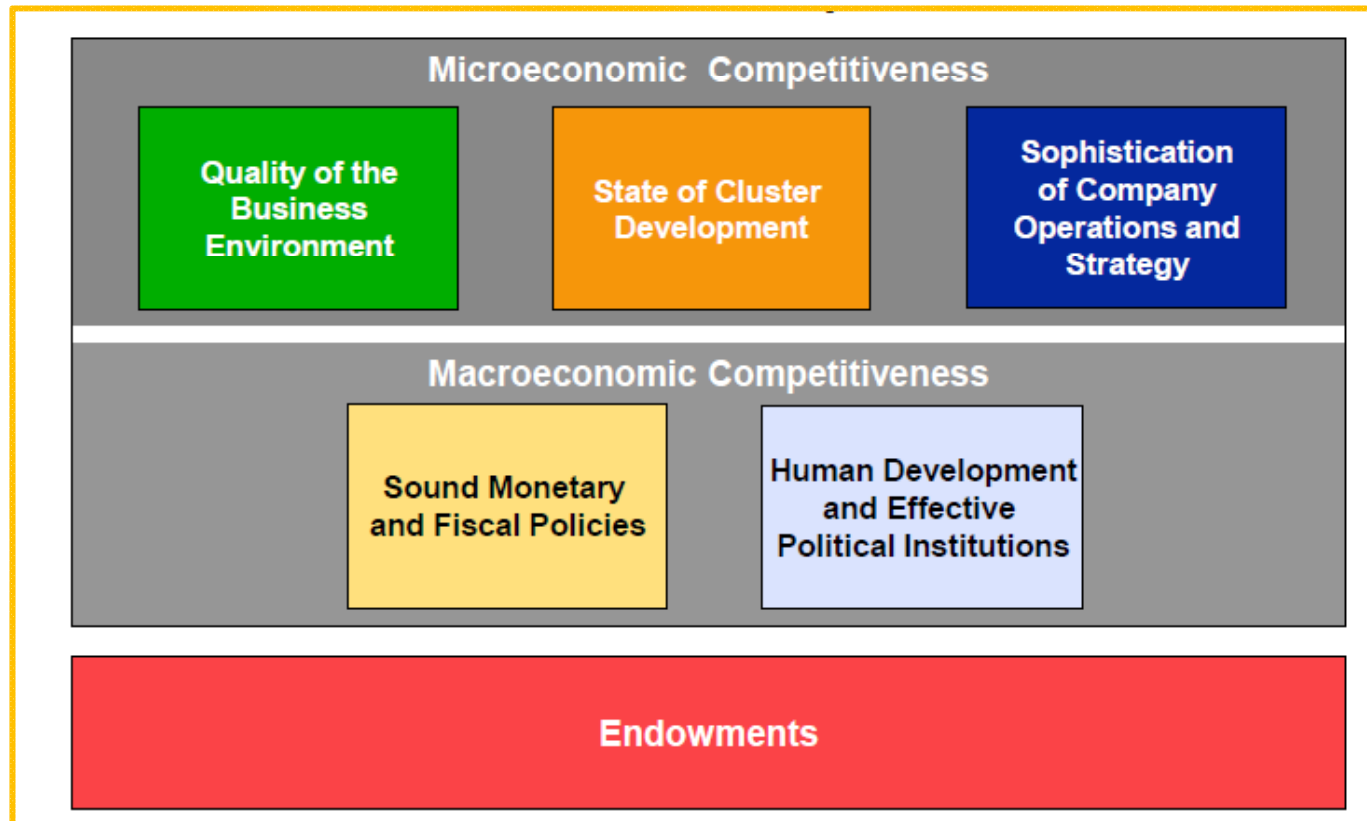 Microeconomic Competitiveness
Quality of the
Business
Environment
State of Cluster
Development
Sophistication
of Company
Operations and
Strategy
Macroeconomic Competitiveness
Sound Monetary
and Fiscal Policies
Human Development
and Effective
Political Institutions
Endowments